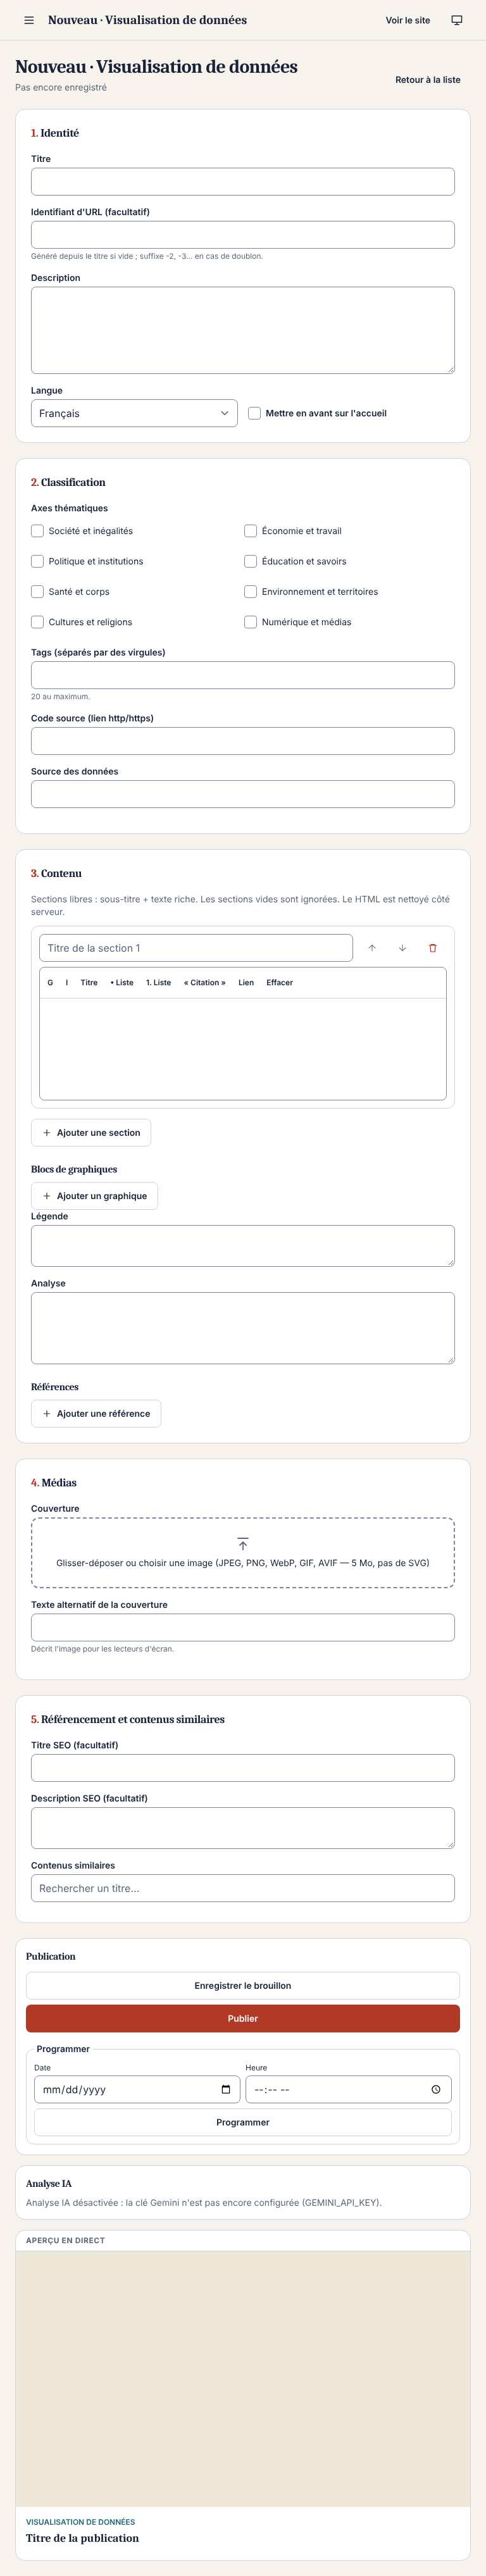 Nouveau · Visualisation de données
Voir le site
Nouveau · Visualisation de données
Pas encore enregistré
Retour à la liste
1. Identité
Titre
Identifiant d'URL (facultatif)
Généré depuis le titre si vide ; suffixe -2, -3… en cas de doublon.
Description
Langue
Français
Mettre en avant sur l'accueil
2. Classification
Axes thématiques
Société et inégalités
Économie et travail
Politique et institutions
Éducation et savoirs
Santé et corps
Environnement et territoires
Cultures et religions
Numérique et médias
Tags (séparés par des virgules)
20 au maximum.
Code source (lien http/https)
Source des données
3. Contenu
Sections libres : sous-titre + texte riche. Les sections vides sont ignorées. Le HTML est nettoyé côté
serveur.
Titre de la section 1
G I Titre • Liste 1. Liste « Citation » Lien Effacer
Ajouter une section
Blocs de graphiques
Ajouter un graphique
Légende
Analyse
Références
Ajouter une référence
4. Médias
Couverture
Glisser-déposer ou choisir une image (JPEG, PNG, WebP, GIF, AVIF — 5 Mo, pas de SVG)
Texte alternatif de la couverture
Décrit l'image pour les lecteurs d'écran.
5. Référencement et contenus similaires
Titre SEO (facultatif)
Description SEO (facultatif)
Contenus similaires
Rechercher un titre…
Publication
Enregistrer le brouillon
Publier
Programmer
Date
Heure
mm/dd/yyyy
--:-- --
Programmer
Analyse IA
Analyse IA désactivée : la clé Gemini n'est pas encore configurée (GEMINI_API_KEY).
APERÇU EN DIRECT
VISUALISATION DE DONNÉES
Titre de la publication